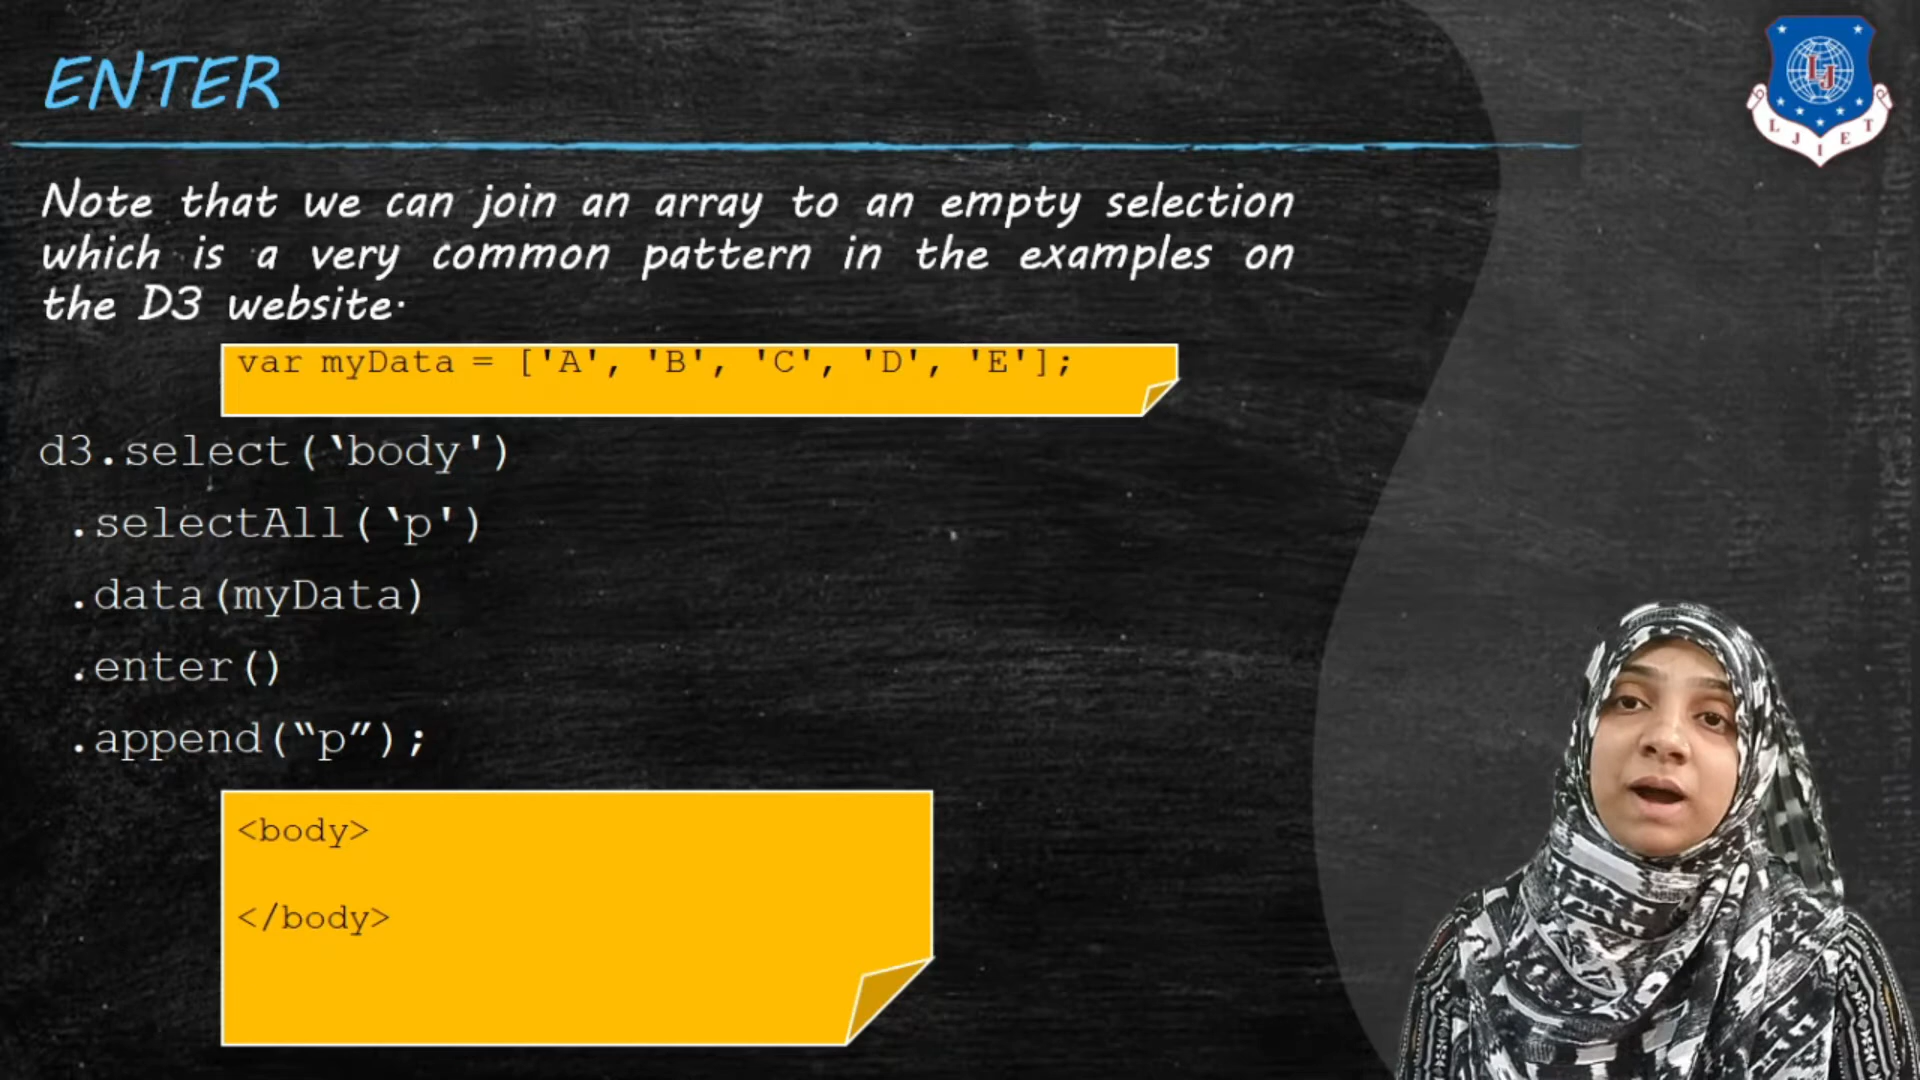 ENTER
Note that we can join an array to an empty selection
which is a very common pattern in the examples on
the D3 website.
var myData = ['A', 'B', 'C', 'D', 'E'];
d3.select(‘body')
.selectAll(‘p')
.data(myData)
.enter()
.append(“p”);
<body>
</body>
LJ
L J I E T